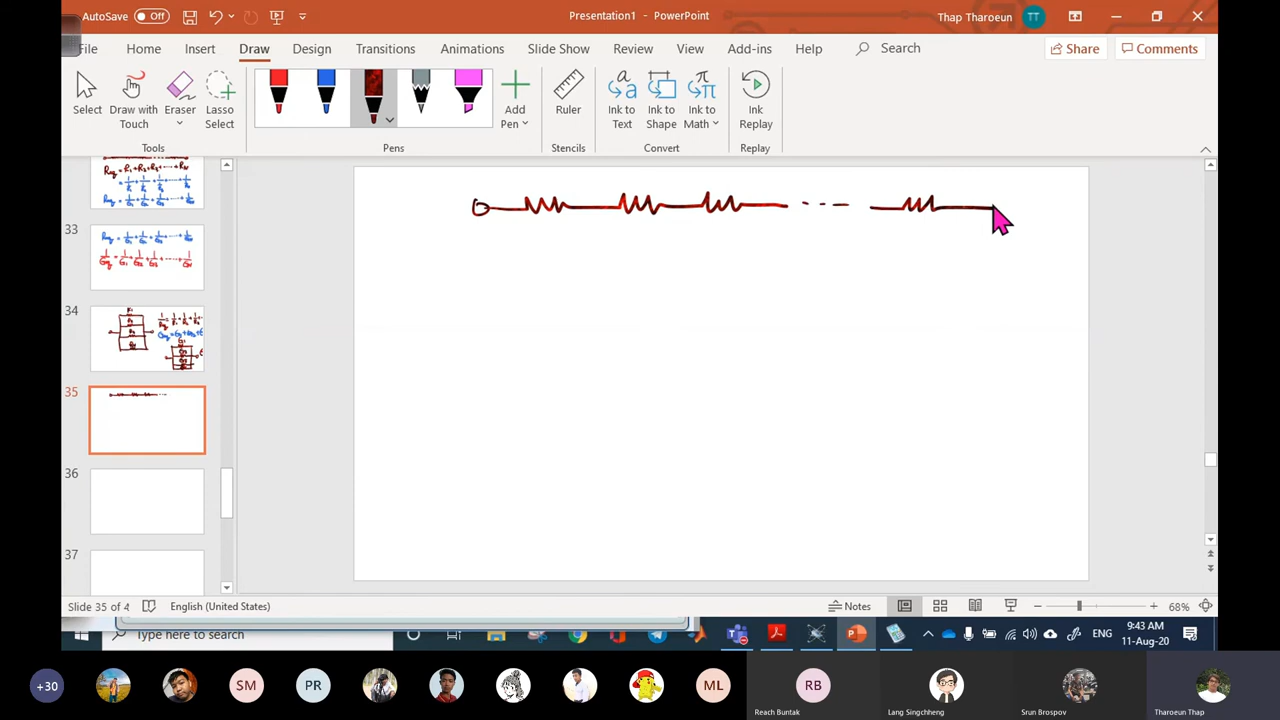 AutoSave Off
Presentation1 - PowerPoint
Thap Tharoeun TT
File Home Insert Draw Design Transitions Animations Slide Show Review View Add-ins Help Search Share Comments
Select
Draw with Touch
Eraser
Lasso Select
Add Pen
Ruler
Ink to Text
Ink to Shape
Ink to Math
Ink Replay
Tools Pens Stencils Convert Replay
33
34
35
36
37
Slide 35 of 4 English (United States) Notes 68%
Type here to search
ENG
9:43 AM
11-Aug-20
+30 SM PR ML RB
Reach Buntak Lang Singchheng Srun Brospov Tharoeun Thap